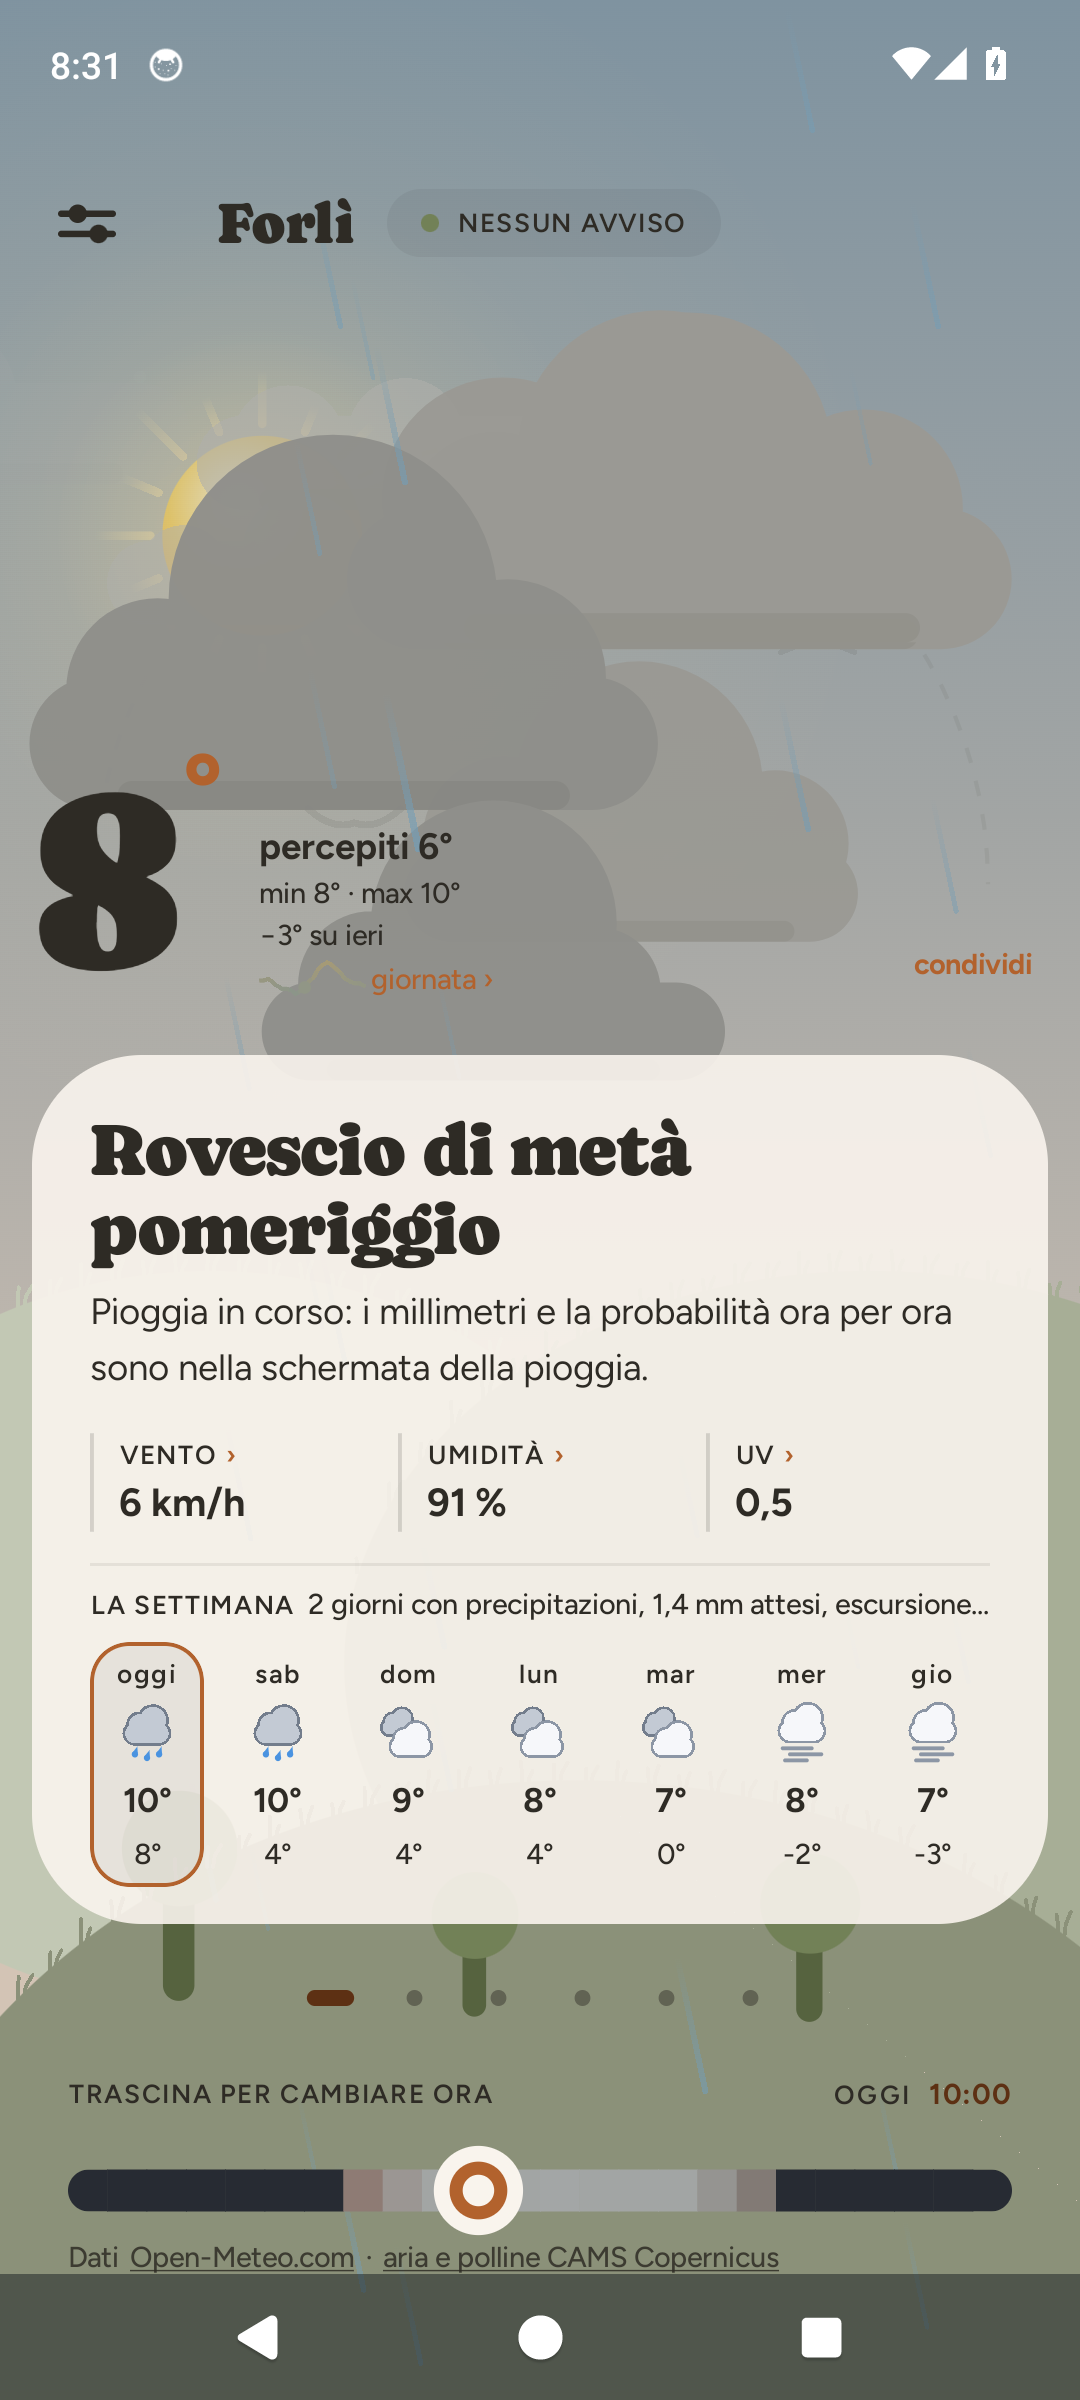 8:31
Forlì
NESSUN AVVISO
8°
percepiti 6°
min 8° · max 10°
−3° su ieri
giornata ›
condividi
Rovescio di metà
pomeriggio
Pioggia in corso: i millimetri e la probabilità ora per ora
sono nella schermata della pioggia.
VENTO › UMIDITÀ › UV ›
6 km/h 91 % 0,5
LA SETTIMANA 2 giorni con precipitazioni, 1,4 mm attesi, escursione...
oggi sab dom lun mar mer gio
10° 10° 9° 8° 7° 8° 7°
8° 4° 4° 4° 0° -2° -3°
TRASCINA PER CAMBIARE ORA OGGI 10:00
Dati Open-Meteo.com · aria e polline CAMS Copernicus